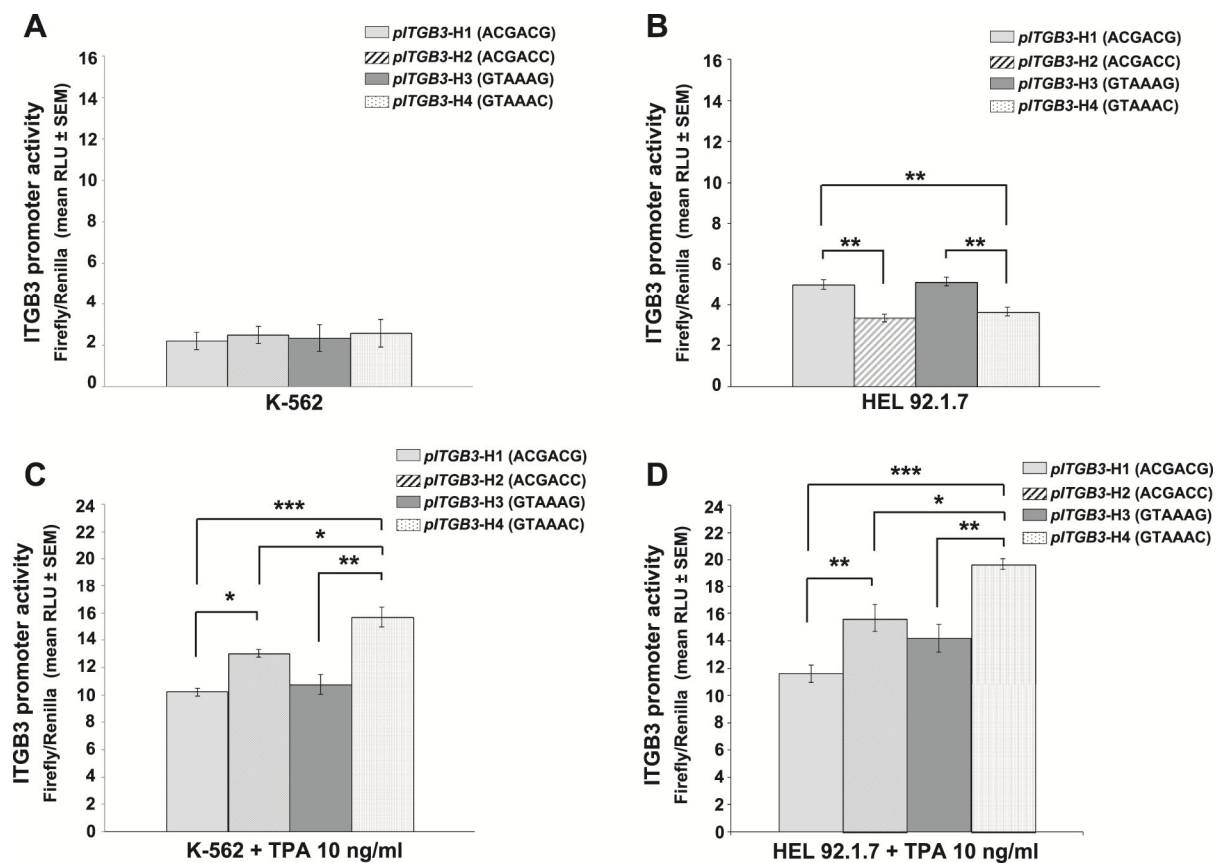 A
pITGB3-H1 (ACGACG)
pITGB3-H2 (ACGACC)
pITGB3-H3 (GTAAAG)
pITGB3-H4 (GTAAAC)
ITGB3 promoter activity
Firefly/Renilla (mean RLU ± SEM)
16
14
12
10
8
6
4
2
0
K-562
B
pITGB3-H1 (ACGACG)
pITGB3-H2 (ACGACC)
pITGB3-H3 (GTAAAG)
pITGB3-H4 (GTAAAC)
ITGB3 promoter activity
Firefly/Renilla (mean RLU ± SEM)
16
14
12
10
8
6
4
2
0
**
** **
HEL 92.1.7
C
pITGB3-H1 (ACGACG)
pITGB3-H2 (ACGACC)
pITGB3-H3 (GTAAAG)
pITGB3-H4 (GTAAAC)
ITGB3 promoter activity
Firefly/Renilla (mean RLU ± SEM)
24
22
20
18
16
14
12
10
8
6
4
2
0
***
*
**
*
K-562 + TPA 10 ng/ml
D
pITGB3-H1 (ACGACG)
pITGB3-H2 (ACGACC)
pITGB3-H3 (GTAAAG)
pITGB3-H4 (GTAAAC)
ITGB3 promoter activity
Firefly/Renilla (mean RLU ± SEM)
24
22
20
18
16
14
12
10
8
6
4
2
0
***
*
**
**
HEL 92.1.7 + TPA 10 ng/ml